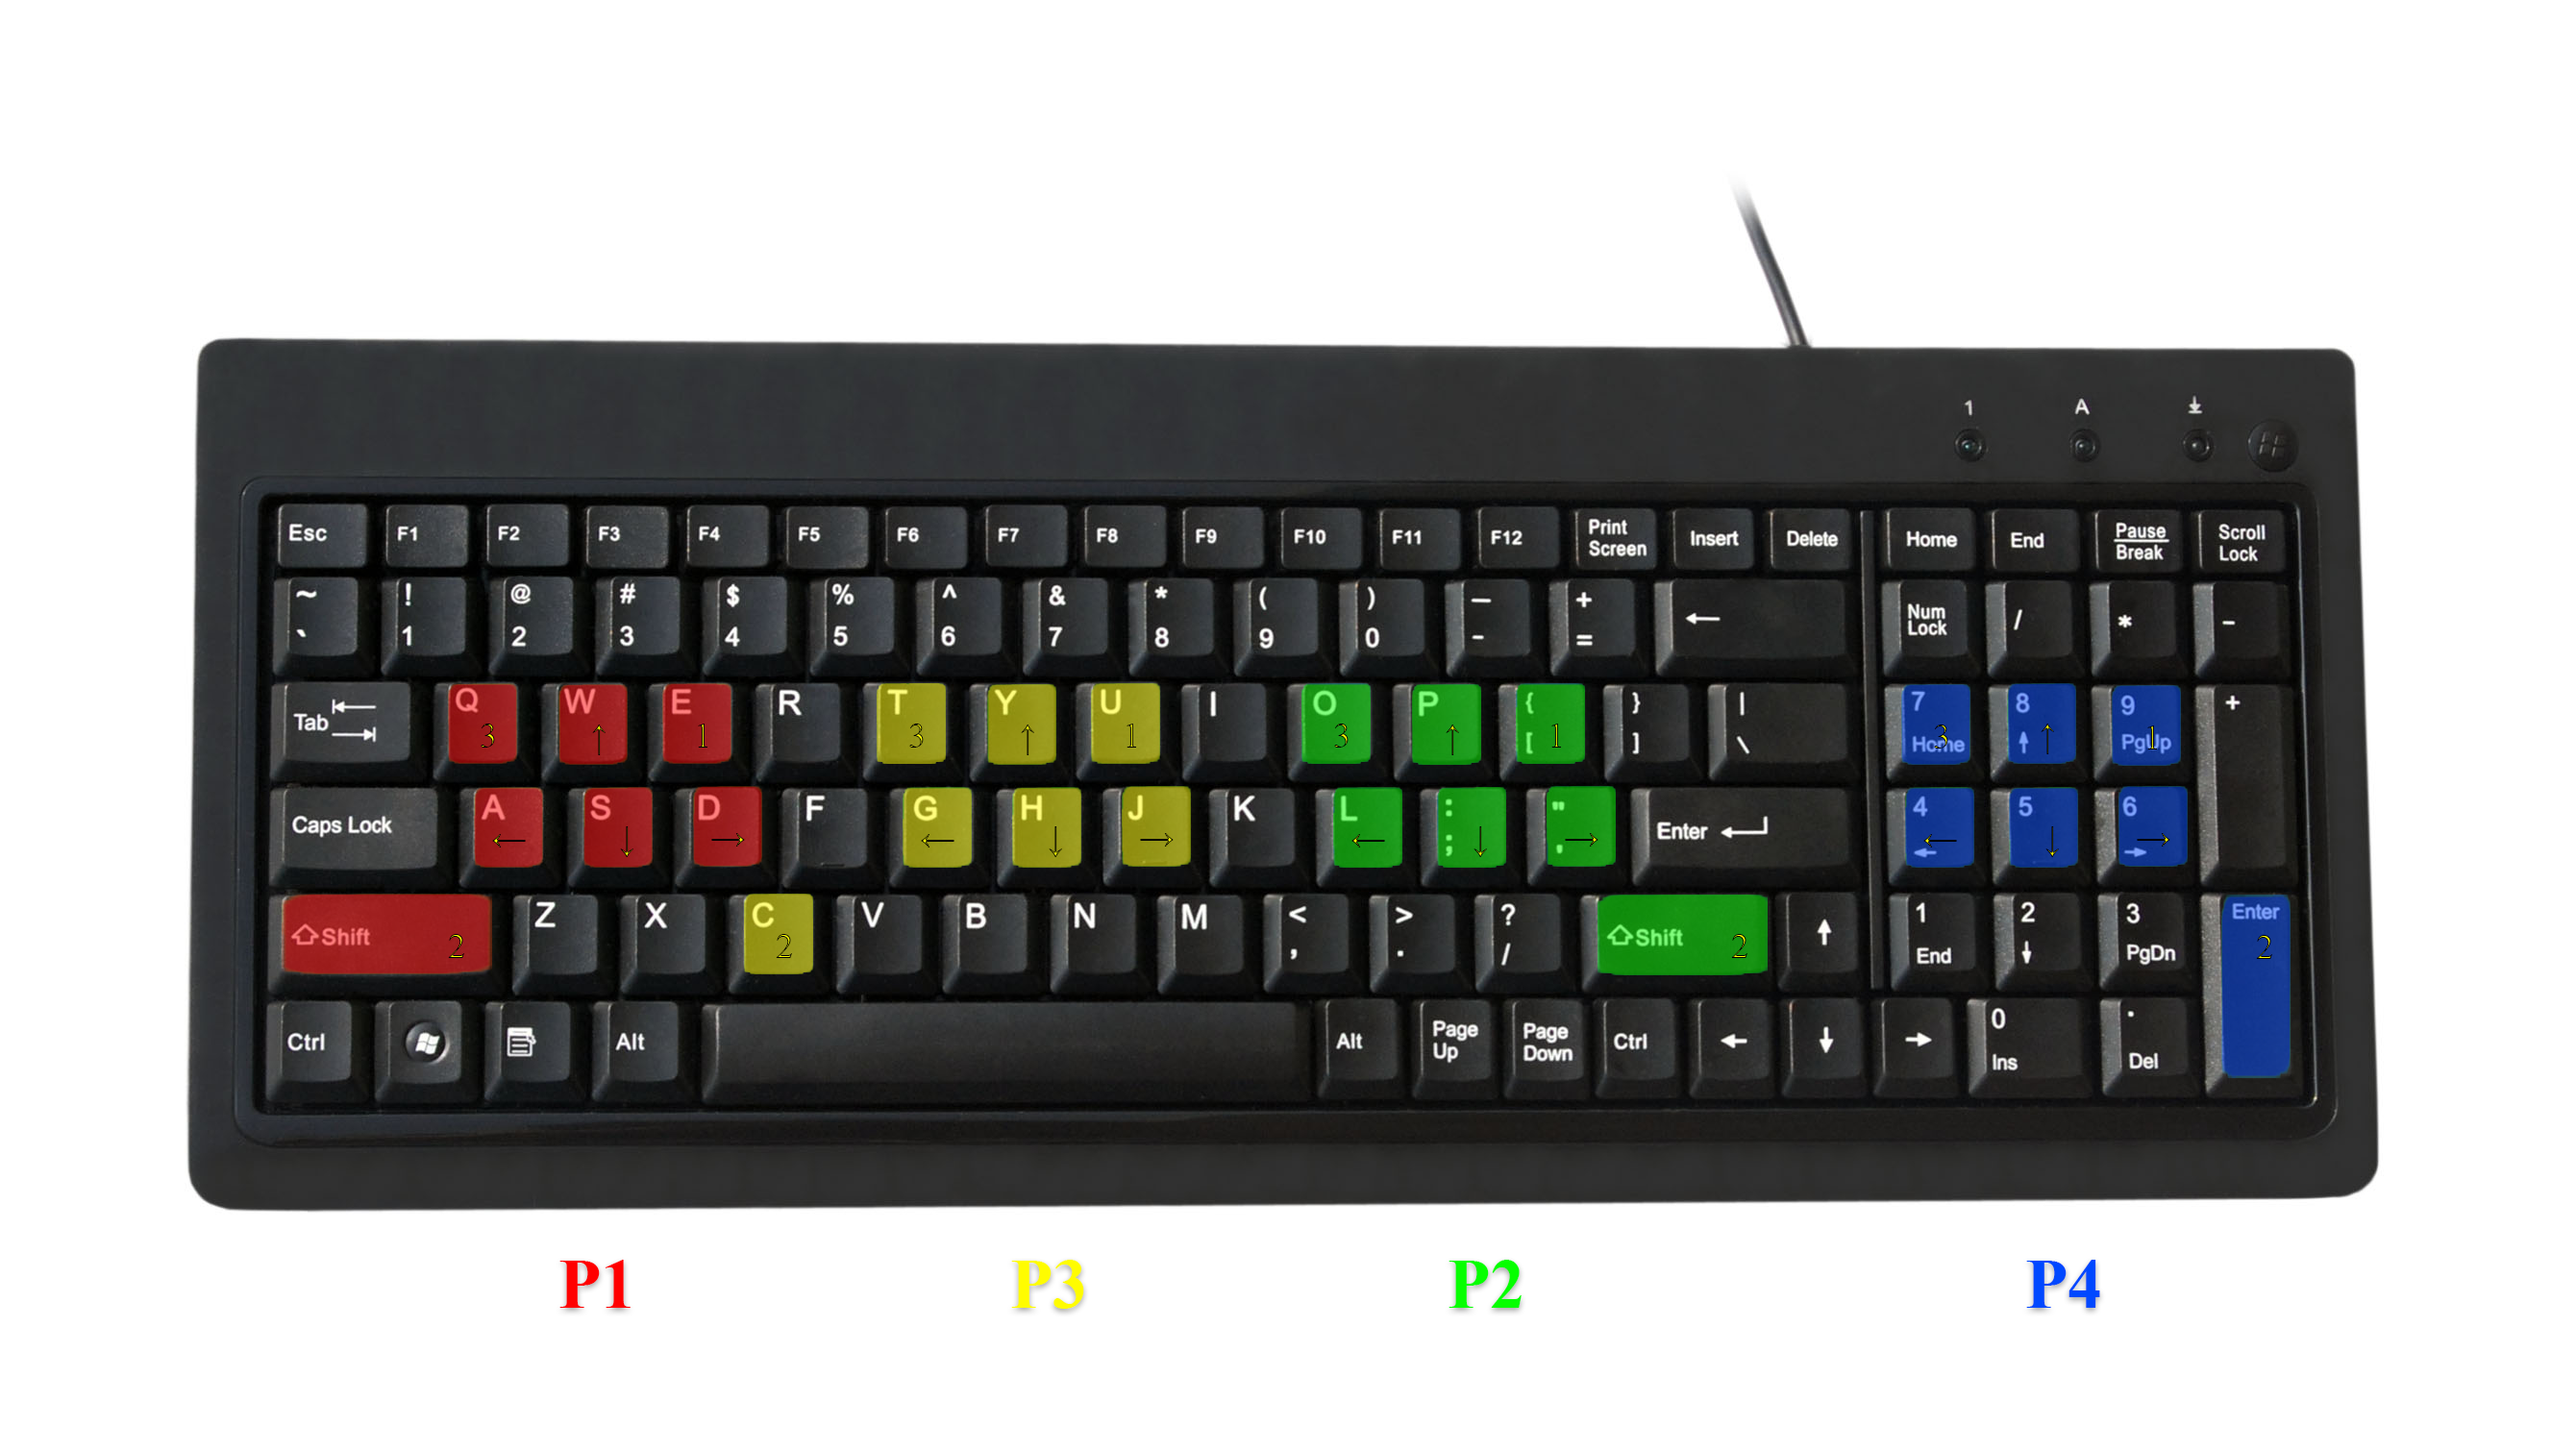 1 A
Esc F1 F2 F3 F4 F5 F6 F7 F8 F9 F10 F11 F12 Print Screen Insert Delete Home End Pause Break Scroll Lock
~ ` ! 1 @ 2 # 3 $ 4 % 5 ^ 6 & 7 * 8 ( 9 ) 0 — - + = ← Num Lock / * -
Tab Q 3 W ↑ E 1 R T 3 Y ↑ U 1 I O 3 P ↑ { [ 1 } ] | \ 7 Home 3 8 ↑ ↑ 9 PgUp 1 +
Caps Lock A ← S ↓ D → F G ← H ↓ J → K L ← : ; ↓ " ' → Enter 4 ← ← 5 ↓ 6 → →
Shift 2 Z X C 2 V B N M < , > . ? / Shift 2 ↑ 1 End 2 ↓ 3 PgDn Enter 2
Ctrl Alt Alt Page Up Page Down Ctrl ← ↓ → 0 Ins . Del
P1 P3 P2 P4